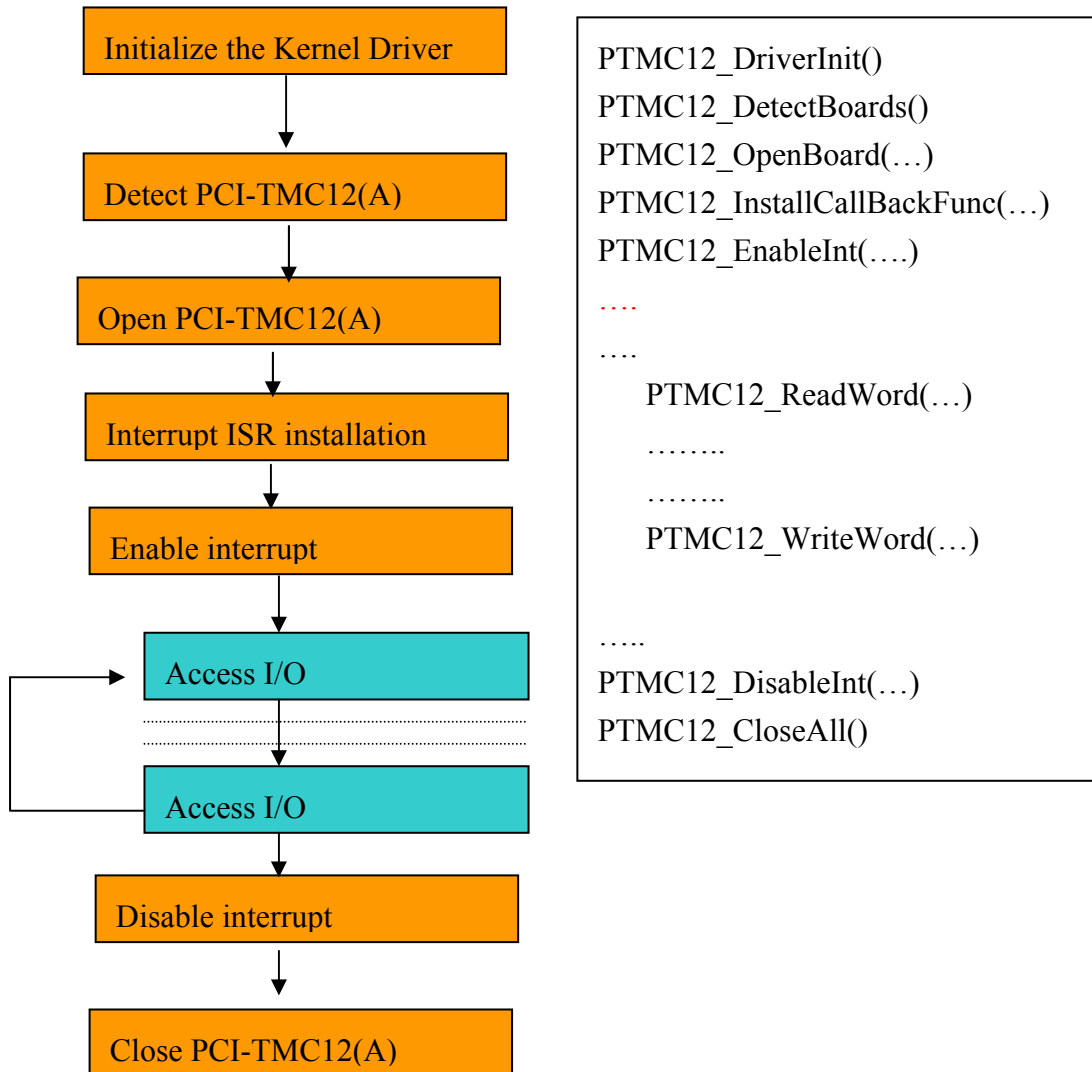 Initialize the Kernel Driver
Detect PCI-TMC12(A)
Open PCI-TMC12(A)
Interrupt ISR installation
Enable interrupt
Access I/O
Access I/O
Disable interrupt
Close PCI-TMC12(A)
PTMC12_DriverInit()
PTMC12_DetectBoards()
PTMC12_OpenBoard(…)
PTMC12_InstallCallBackFunc(…)
PTMC12_EnableInt(….)
….
….
PTMC12_ReadWord(…)
……..
……..
PTMC12_WriteWord(…)
…..
PTMC12_DisableInt(…)
PTMC12_CloseAll()